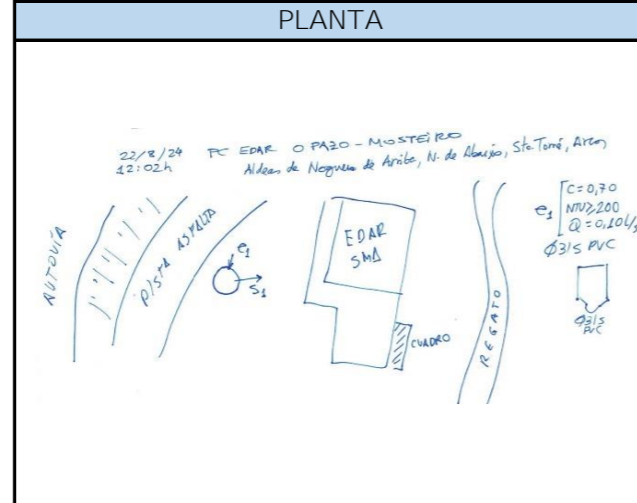 PLANTA
22/8/24 PC EDAR O PAZO - MOSTEIRO
12:02h Aldeas de Nogueira de Arriba, N. de Abaixo, Sto. Tomé, Arcos
AUTOVÍA
PISTA ASFALTO
e1
S1
EDAR
SMA
CUADRO
REGATO
e1
C=0,70
NTU≥200
Q=0,10L/s
Ø315 PVC
Ø315
PVC